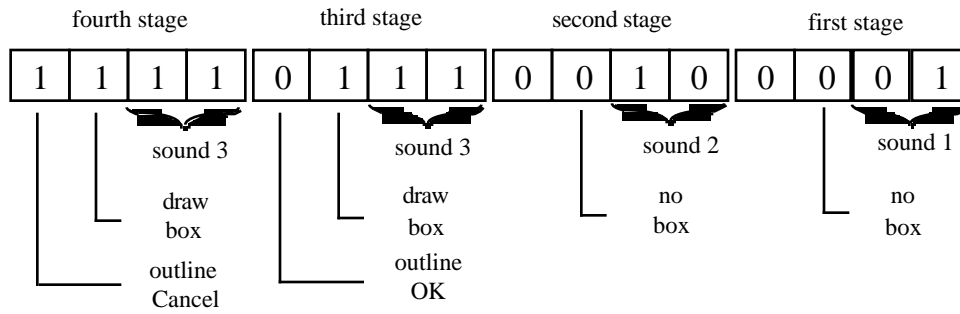 fourth stage third stage second stage first stage
1 1 1 1 0 1 1 1 0 0 1 0 0 0 0 1
sound 3 sound 3 sound 2 sound 1
draw draw no no
box box box box
outline outline
Cancel OK